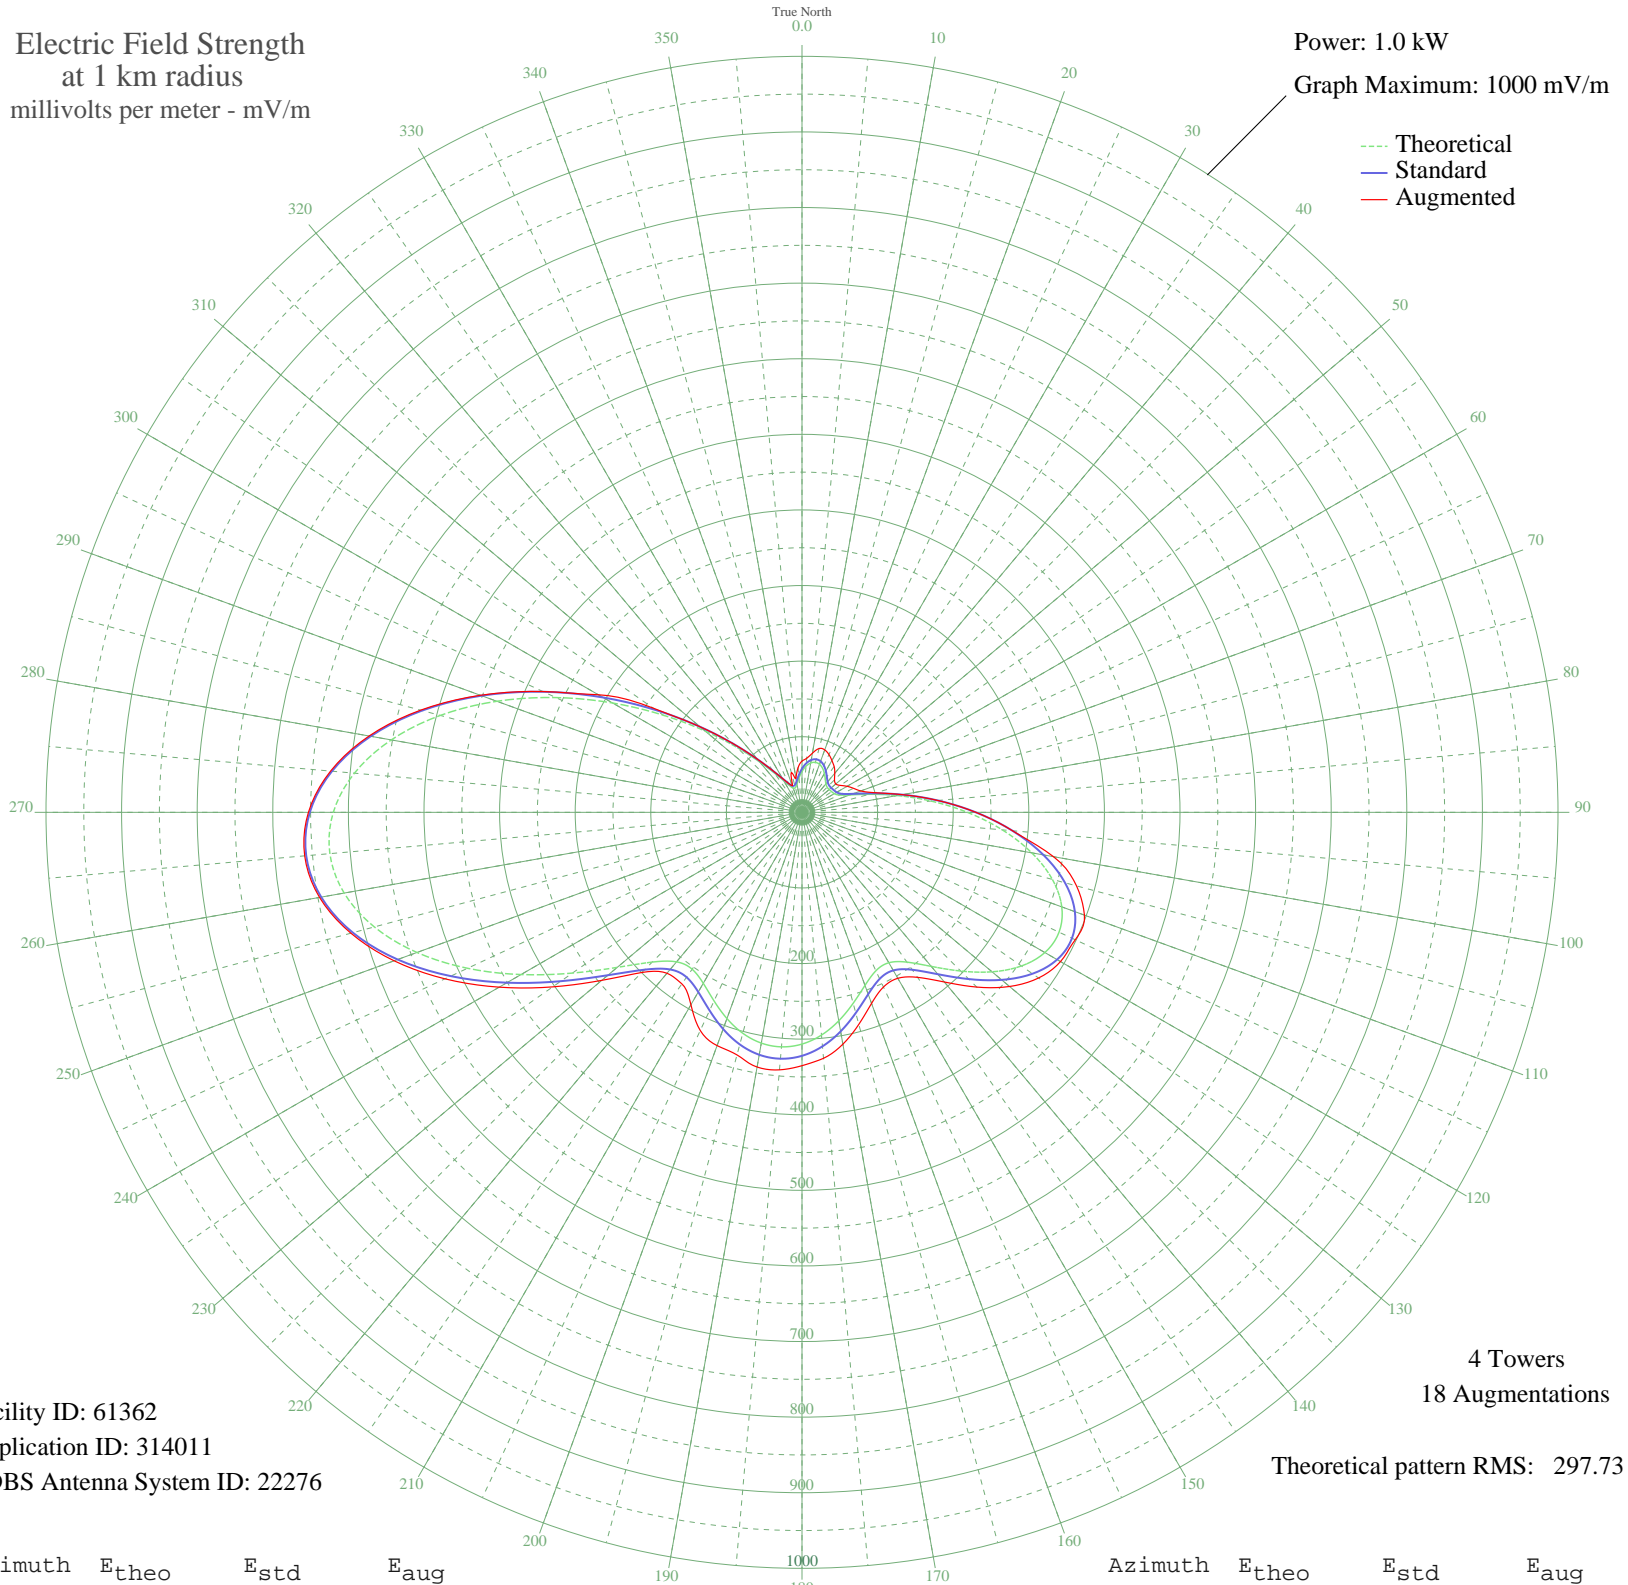 True North
0.0
Electric Field Strength
at 1 km radius
millivolts per meter - mV/m
Power: 1.0 kW
Graph Maximum: 1000 mV/m
Theoretical
Standard
Augmented
10
20
30
40
50
60
70
80
90
100
110
120
130
140
150
160
170
190
200
210
220
230
240
250
260
270
280
290
300
310
320
330
340
350
200
300
400
500
600
700
800
900
1000
4 Towers
18 Augmentations
Theoretical pattern RMS: 297.73
cility ID: 61362
plication ID: 314011
DBS Antenna System ID: 22276
imuth Etheo Estd Eaug
Azimuth Etheo Estd Eaug